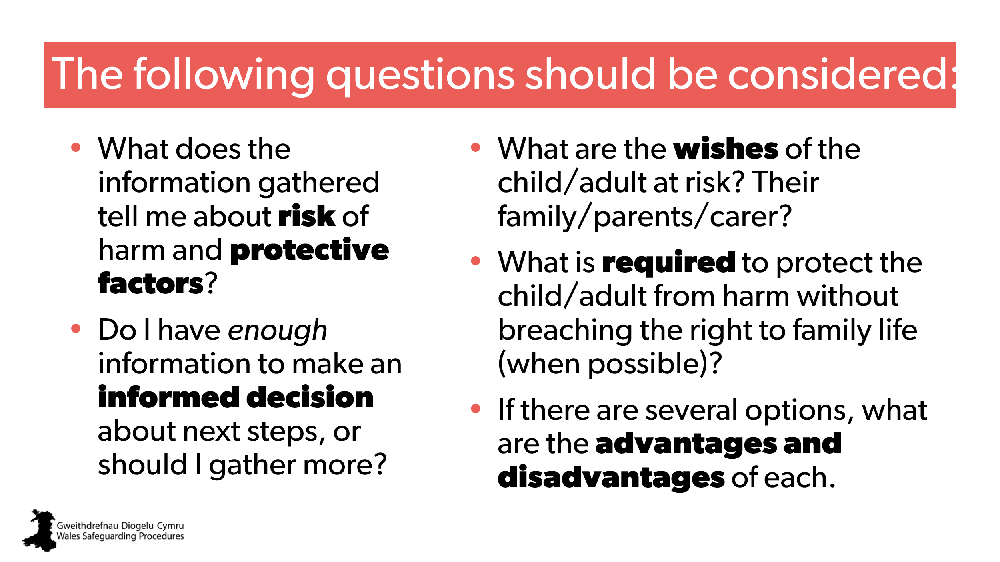 The following questions should be considered:
• What does the
information gathered
tell me about risk of
harm and protective
factors?
• Do I have enough
information to make an
informed decision
about next steps, or
should I gather more?
• What are the wishes of the
child/adult at risk? Their
family/parents/carer?
• What is required to protect the
child/adult from harm without
breaching the right to family life
(when possible)?
• If there are several options, what
are the advantages and
disadvantages of each.
Gweithdrefnau Diogelu Cymru
Wales Safeguarding Procedures